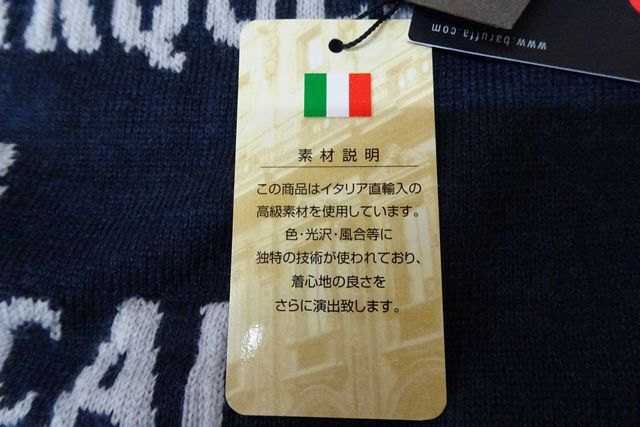 www.baruffa.com
素材説明
この商品はイタリア直輸入の
高級素材を使用しています。
色・光沢・風合等に
独特の技術が使われており、
着心地の良さを
さらに演出致します。
CA